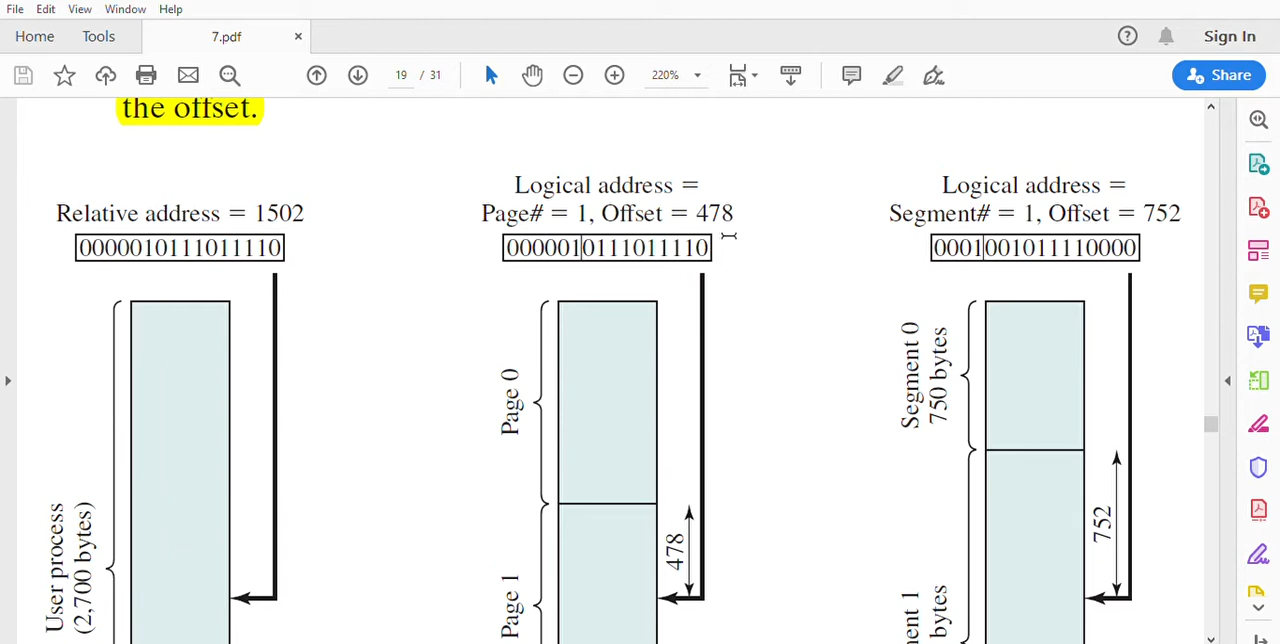 File Edit View Window Help
Home Tools 7.pdf × ? Sign In
19 / 31 220% Share
the offset.
Relative address = 1502
0000010111011110
Logical address =
Page# = 1, Offset = 478
0000010111011110
Logical address =
Segment# = 1, Offset = 752
0001001011110000
User process
(2,700 bytes)
Page 0
Page 1
478
Segment 0
750 bytes
ment 1
bytes
752